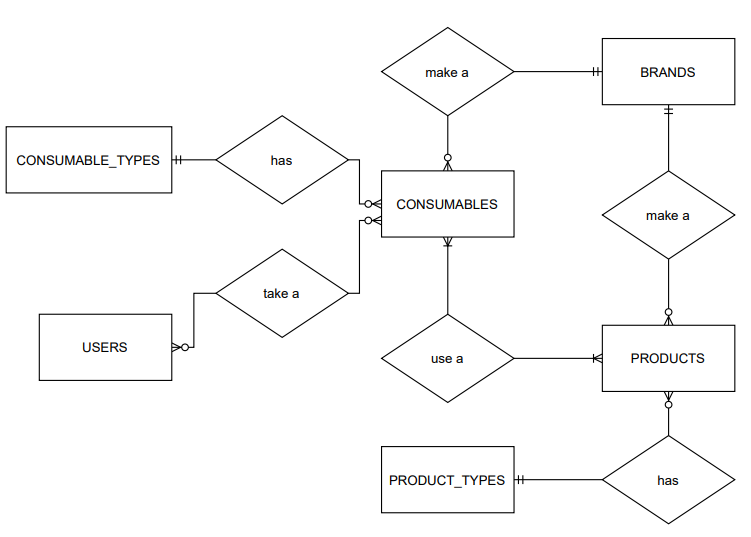 make a
BRANDS
CONSUMABLE_TYPES
has
CONSUMABLES
make a
take a
USERS
use a
PRODUCTS
PRODUCT_TYPES
has